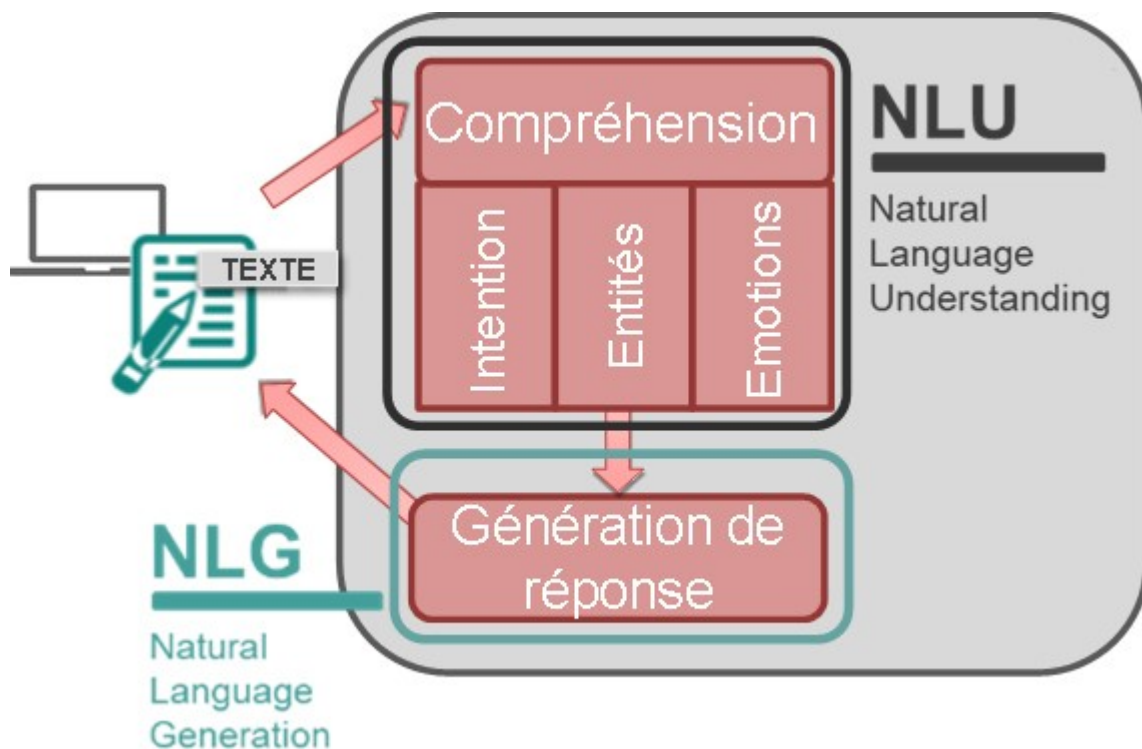 Compréhension
NLU
Natural
Language
Understanding
TEXTE
Intention
Entités
Emotions
Génération de
réponse
NLG
Natural
Language
Generation